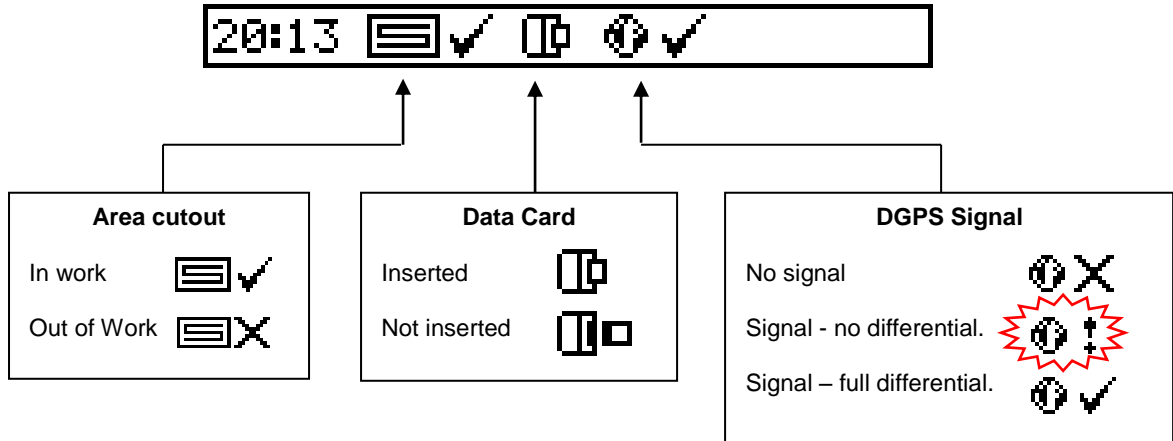 20:13
Area cutout
In work
Out of Work
Data Card
Inserted
Not inserted
DGPS Signal
No signal
Signal - no differential.
Signal – full differential.